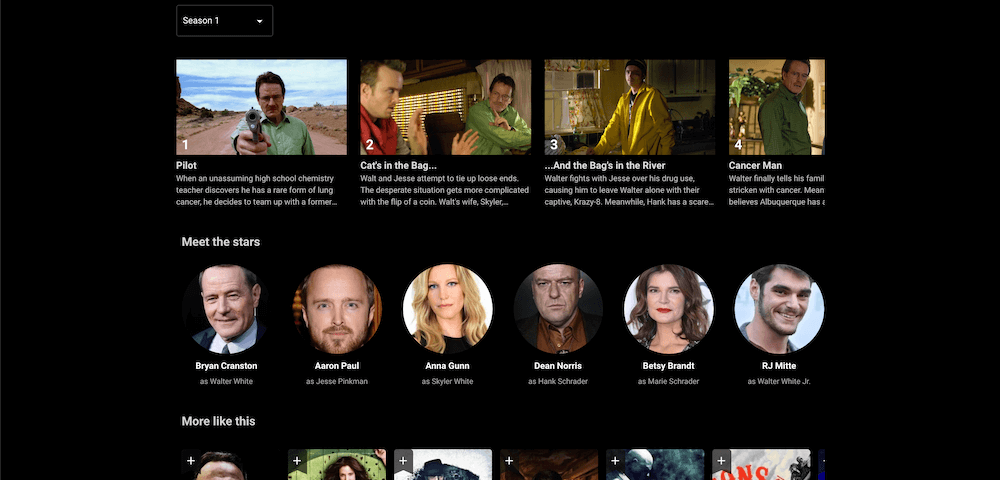 Season 1
1
2
3
4
Pilot
When an unassuming high school chemistry
teacher discovers he has a rare form of lung
cancer, he decides to team up with a former...
Cat's in the Bag...
Walt and Jesse attempt to tie up loose ends.
The desperate situation gets more complicated
with the flip of a coin. Walt's wife, Skyler,...
...And the Bag's in the River
Walter fights with Jesse over his drug use,
causing him to leave Walter alone with their
captive, Krazy-8. Meanwhile, Hank has a scare...
Cancer Man
Walter finally tells his famil
stricken with cancer. Mean
believes Albuquerque has a
Meet the stars
Bryan Cranston
as Walter White
Aaron Paul
as Jesse Pinkman
Anna Gunn
as Skyler White
Dean Norris
as Hank Schrader
Betsy Brandt
as Marie Schrader
RJ Mitte
as Walter White Jr.
More like this
ONS